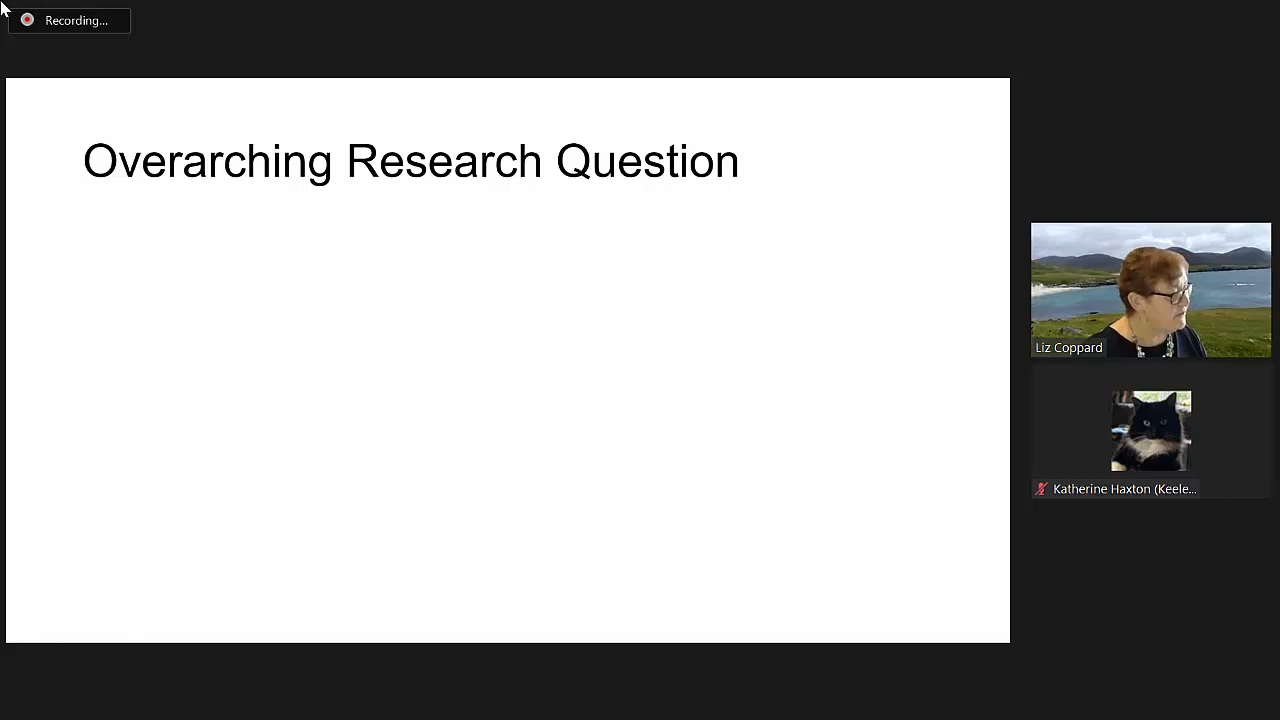 Recording...
Overarching Research Question
Liz Coppard
Katherine Haxton (Keele...